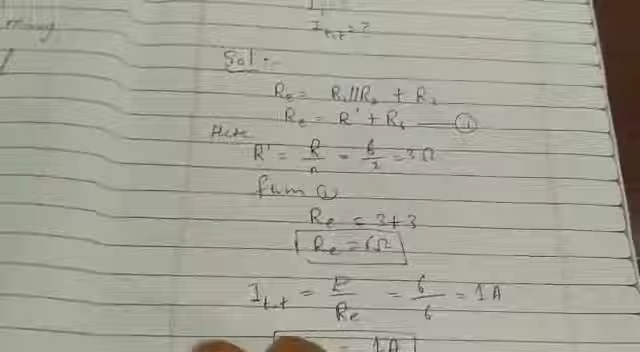 I t.t = ?
Sol :-
Re = R1//R2 + R3
Re = R' + R3 — (1)
Here
R' = R/n = 6/2 = 3Ω
from (1)
Re = 3+3
Re = 6Ω
I t.t = E/Re = 6/6 = 1A
= 1A